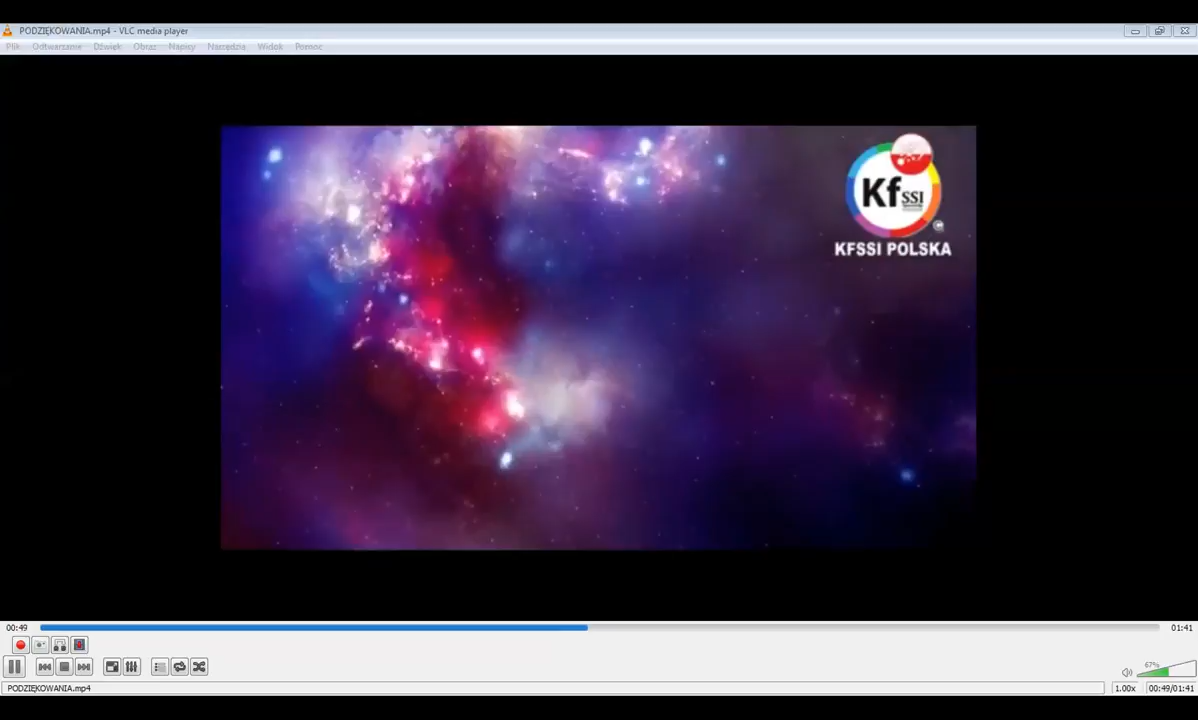 PODZIĘKOWANIA.mp4 - VLC media player
Plik Odtwarzanie Dźwięk Obraz Napisy Narzędzia Widok Pomoc
Kf SSI
KFSSI POLSKA
00:49 01:41
67%
PODZIĘKOWANIA.mp4 1.00x 00:49/01:41